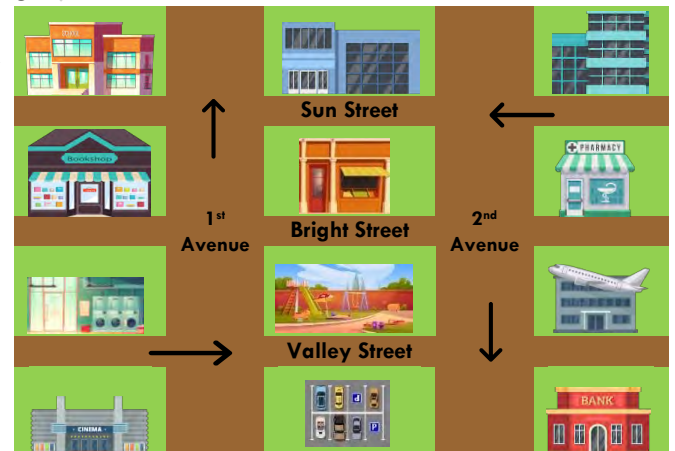 Sun Street
Bookshop
PHARMACY
1st
Avenue
Bright Street
2nd
Avenue
Valley Street
CINEMA
P
BANK